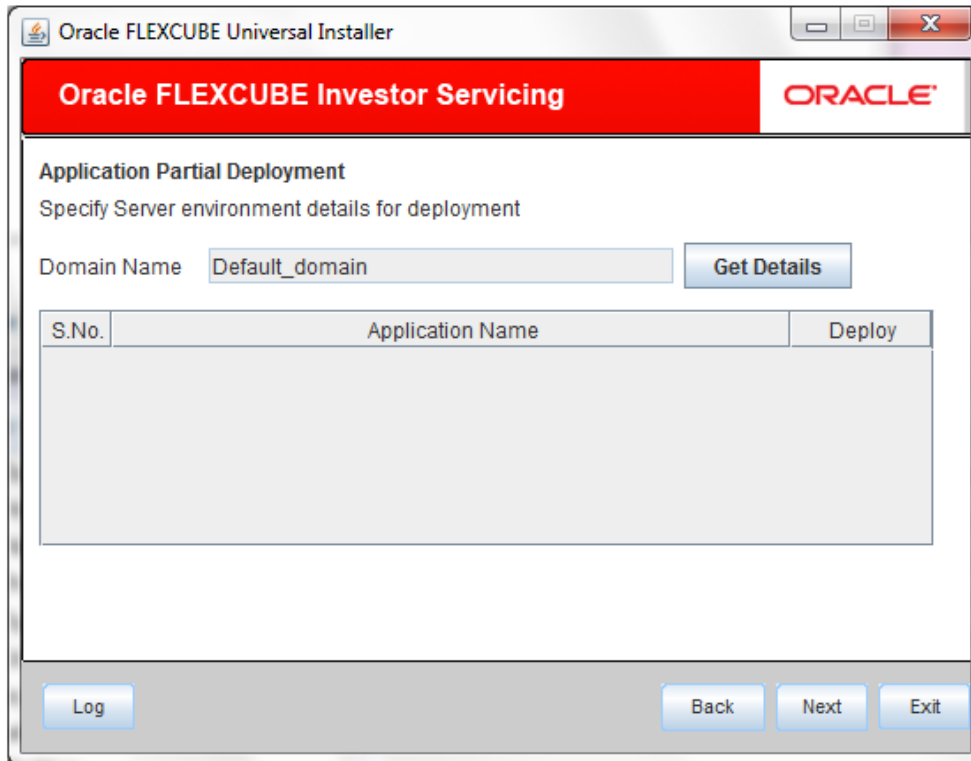 Oracle FLEXCUBE Universal Installer
Oracle FLEXCUBE Investor Servicing ORACLE
Application Partial Deployment
Specify Server environment details for deployment
Domain Name Default_domain Get Details
S.No. Application Name Deploy
Log Back Next Exit